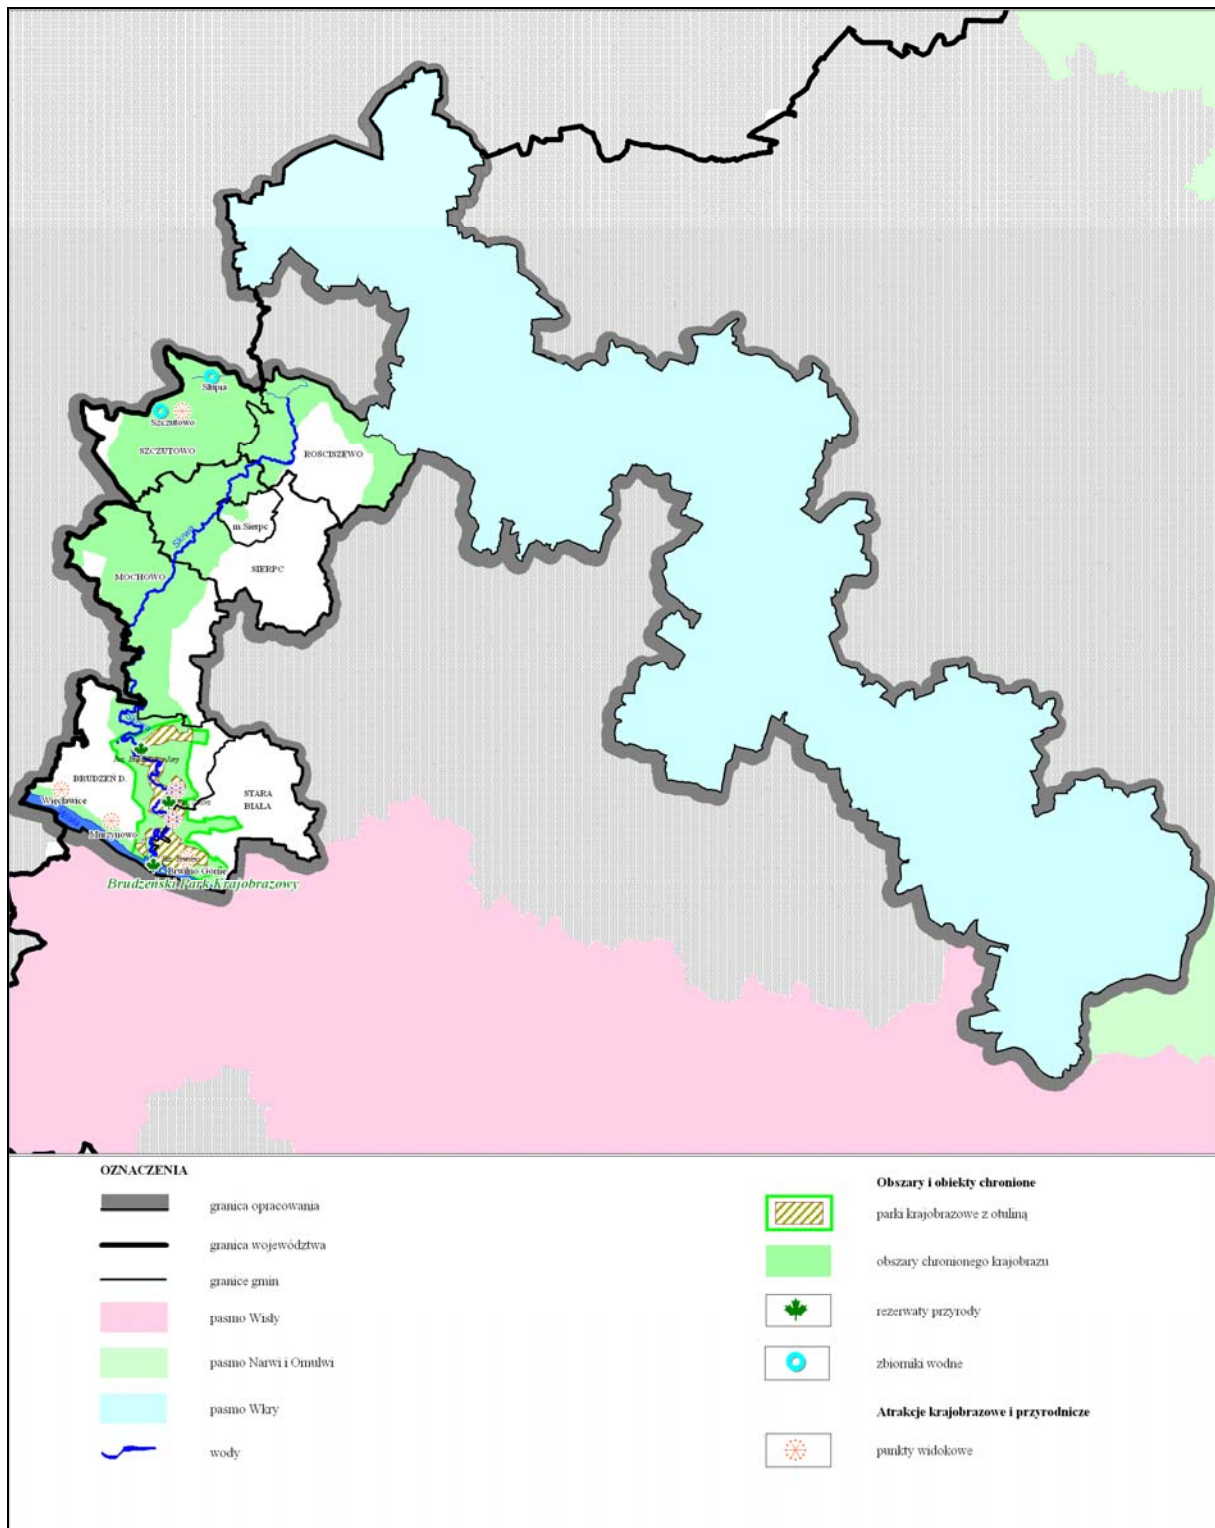 Słupia
Szczutowo
SZCZUTOWO
ROŚCISZEWO
m.Sierpc
Skrwa
SIERPC
MOCHOWO
BRUDZEŃ D.
STARA
BIAŁA
Więcławice
Wisła
Murzynowo
Brwilno Górne
Brudzeński Park Krajobrazowy
OZNACZENIA
granica opracowania
granica województwa
granice gmin
pasmo Wisły
pasmo Narwi i Omulwi
pasmo Wkry
wody
Obszary i obiekty chronione
parki krajobrazowe z otuliną
obszary chronionego krajobrazu
rezerwaty przyrody
zbiorniki wodne
Atrakcje krajobrazowe i przyrodnicze
punkty widokowe